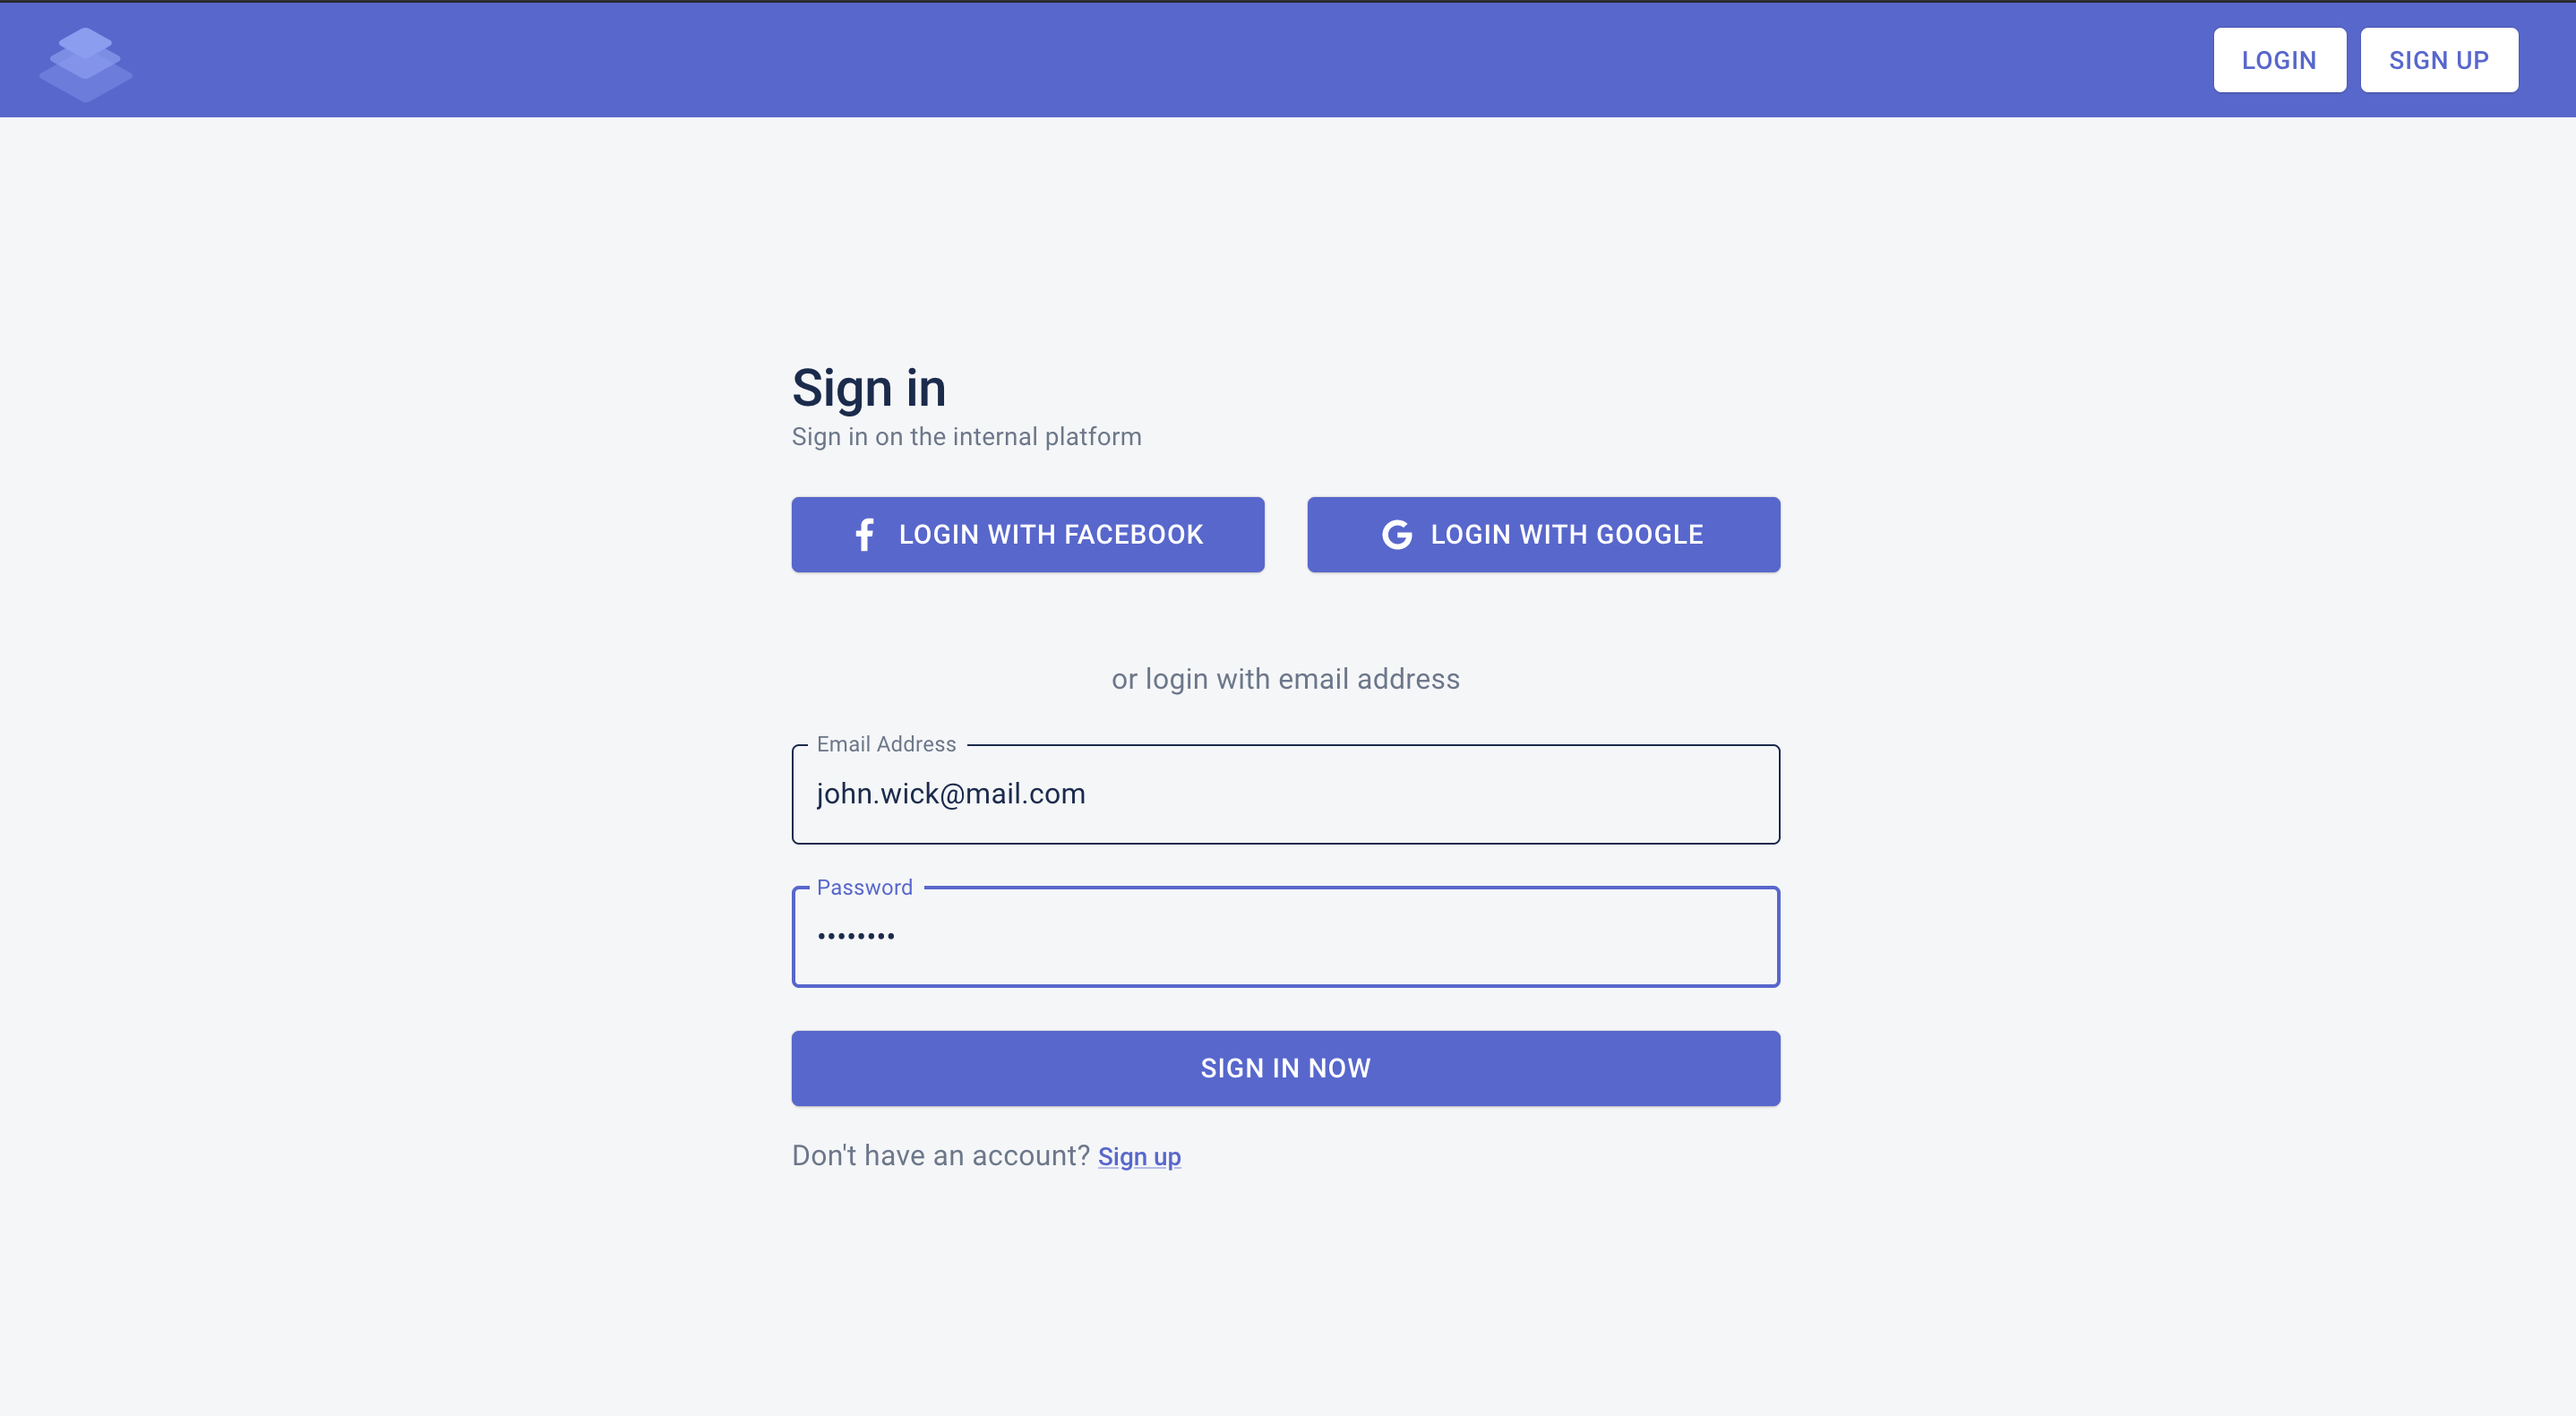 LOGIN
SIGN UP
Sign in
Sign in on the internal platform
LOGIN WITH FACEBOOK
LOGIN WITH GOOGLE
or login with email address
Email Address
john.wick@mail.com
Password
••••••••
SIGN IN NOW
Don't have an account? Sign up